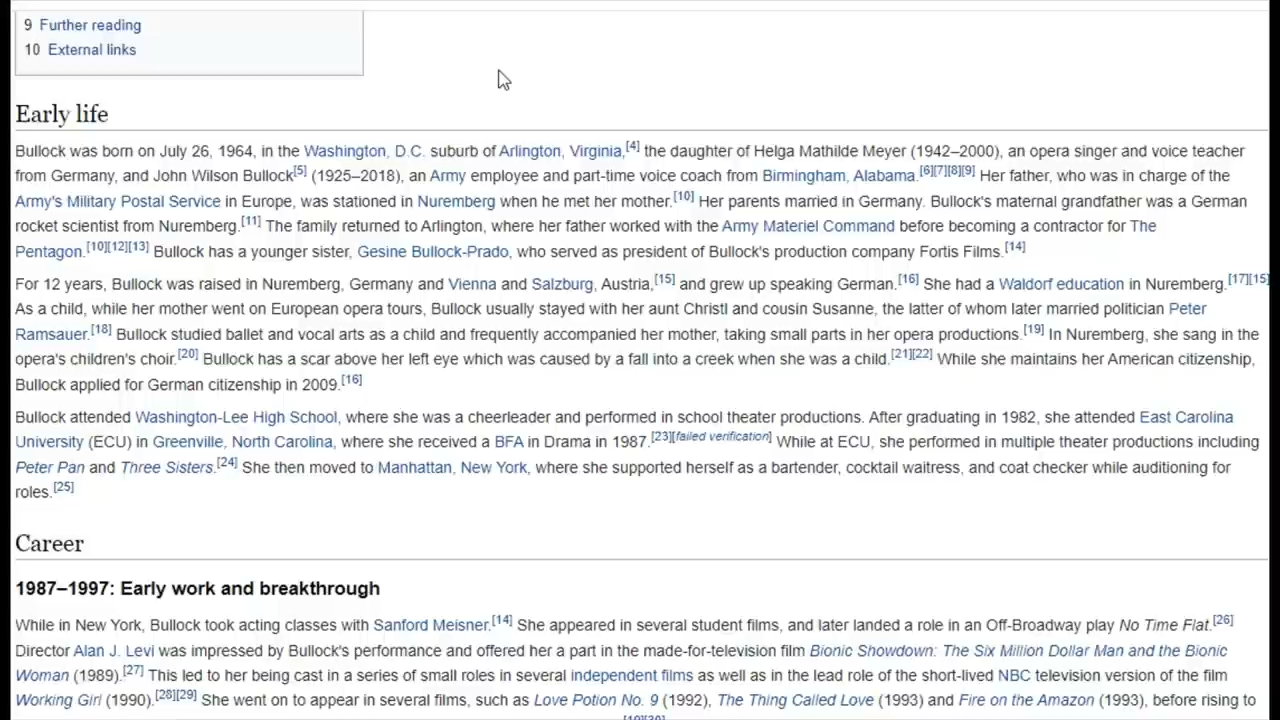 9 Further reading
10 External links
Early life
Bullock was born on July 26, 1964, in the Washington, D.C. suburb of Arlington, Virginia,[4] the daughter of Helga Mathilde Meyer (1942–2000), an opera singer and voice teacher
from Germany, and John Wilson Bullock[5] (1925–2018), an Army employee and part-time voice coach from Birmingham, Alabama.[6][7][8][9] Her father, who was in charge of the
Army's Military Postal Service in Europe, was stationed in Nuremberg when he met her mother.[10] Her parents married in Germany. Bullock's maternal grandfather was a German
rocket scientist from Nuremberg.[11] The family returned to Arlington, where her father worked with the Army Materiel Command before becoming a contractor for The
Pentagon.[10][12][13] Bullock has a younger sister, Gesine Bullock-Prado, who served as president of Bullock's production company Fortis Films.[14]
For 12 years, Bullock was raised in Nuremberg, Germany and Vienna and Salzburg, Austria,[15] and grew up speaking German.[16] She had a Waldorf education in Nuremberg.[17][15]
As a child, while her mother went on European opera tours, Bullock usually stayed with her aunt Christl and cousin Susanne, the latter of whom later married politician Peter
Ramsauer.[18] Bullock studied ballet and vocal arts as a child and frequently accompanied her mother, taking small parts in her opera productions.[19] In Nuremberg, she sang in the
opera's children's choir.[20] Bullock has a scar above her left eye which was caused by a fall into a creek when she was a child.[21][22] While she maintains her American citizenship,
Bullock applied for German citizenship in 2009.[16]
Bullock attended Washington-Lee High School, where she was a cheerleader and performed in school theater productions. After graduating in 1982, she attended East Carolina
University (ECU) in Greenville, North Carolina, where she received a BFA in Drama in 1987.[23][failed verification] While at ECU, she performed in multiple theater productions including
Peter Pan and Three Sisters.[24] She then moved to Manhattan, New York, where she supported herself as a bartender, cocktail waitress, and coat checker while auditioning for
roles.[25]
Career
1987–1997: Early work and breakthrough
While in New York, Bullock took acting classes with Sanford Meisner.[14] She appeared in several student films, and later landed a role in an Off-Broadway play No Time Flat.[26]
Director Alan J. Levi was impressed by Bullock's performance and offered her a part in the made-for-television film Bionic Showdown: The Six Million Dollar Man and the Bionic
Woman (1989).[27] This led to her being cast in a series of small roles in several independent films as well as in the lead role of the short-lived NBC television version of the film
Working Girl (1990).[28][29] She went on to appear in several films, such as Love Potion No. 9 (1992), The Thing Called Love (1993) and Fire on the Amazon (1993), before rising to